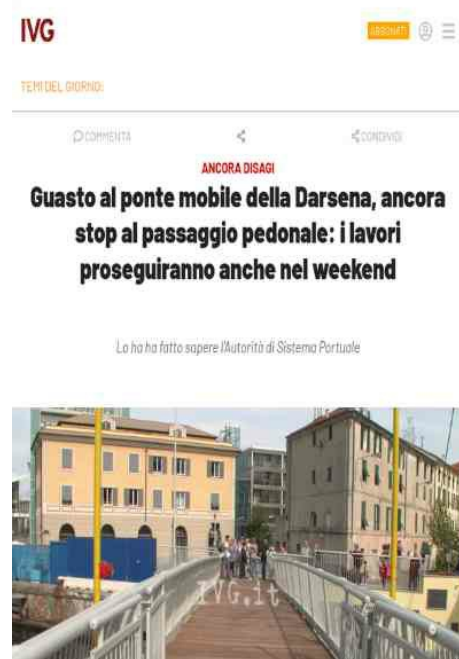 IVG
ABBONATI
TEMI DEL GIORNO:
COMMENTA
CONDIVIDI
ANCORA DISAGI
Guasto al ponte mobile della Darsena, ancora
stop al passaggio pedonale: i lavori
proseguiranno anche nel weekend
Lo ha ha fatto sapere l'Autorità di Sistema Portuale
IVG.it